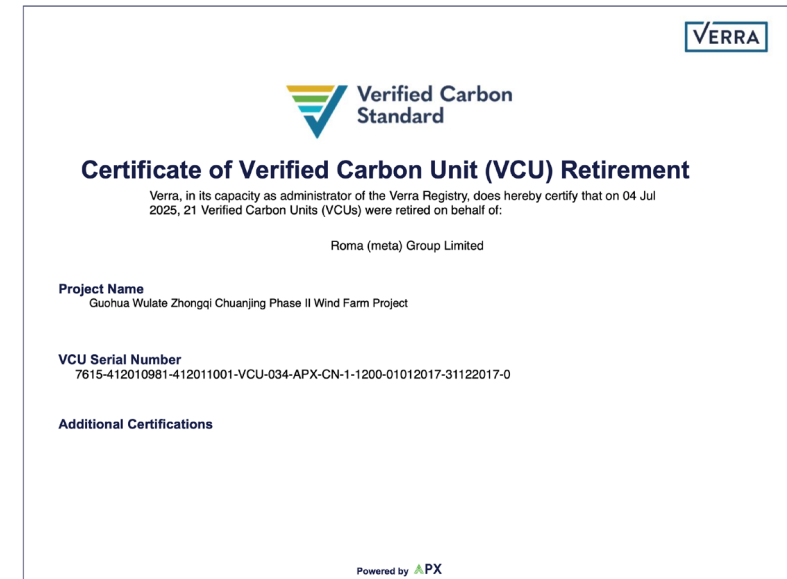 VERRA
Verified Carbon
Standard
Certificate of Verified Carbon Unit (VCU) Retirement
Verra, in its capacity as administrator of the Verra Registry, does hereby certify that on 04 Jul
2025, 21 Verified Carbon Units (VCUs) were retired on behalf of:
Roma (meta) Group Limited
Project Name
Guohua Wulate Zhongqi Chuanjing Phase II Wind Farm Project
VCU Serial Number
7615-412010981-412011001-VCU-034-APX-CN-1-1200-01012017-31122017-0
Additional Certifications
Powered by APX